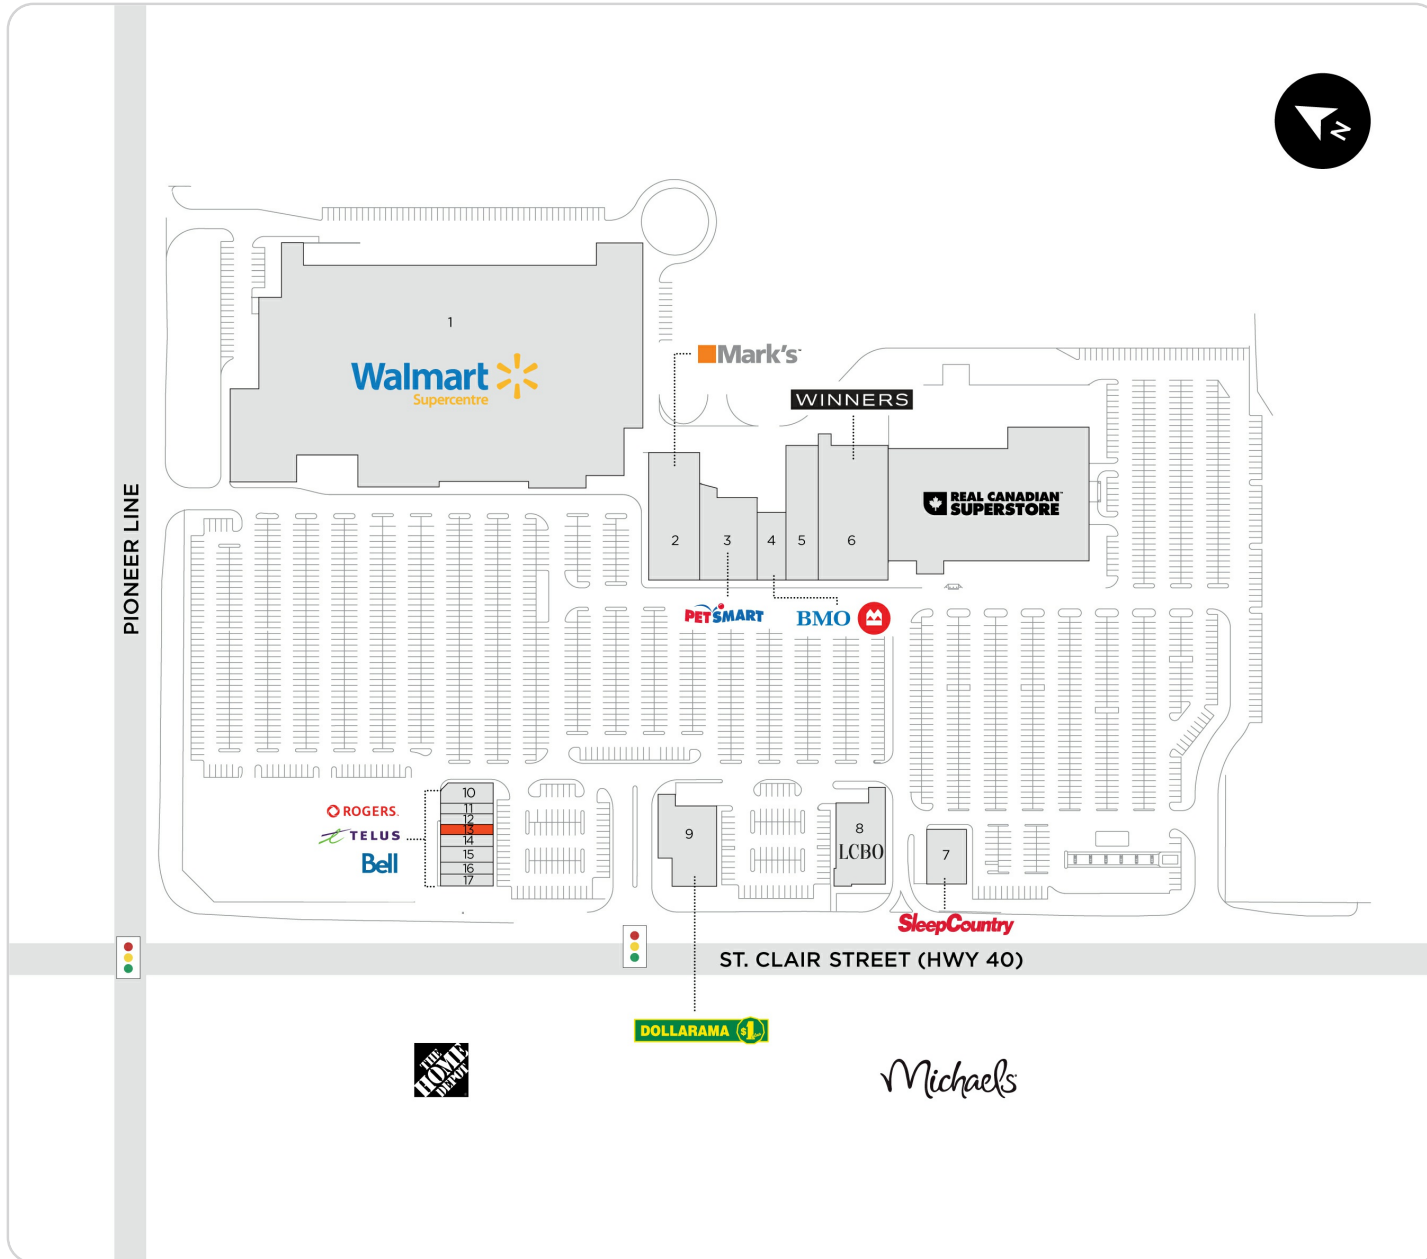 N
1
Walmart
Supercentre
Mark's
WINNERS
REAL CANADIAN
SUPERSTORE
PIONEER LINE
2
3
4
5
6
PETSMART
BMO
10
11
12
13
14
15
16
17
ROGERS
TELUS
Bell
9
8
LCBO
7
SleepCountry
ST. CLAIR STREET (HWY 40)
DOLLARAMA $1
THE
HOME
DEPOT
Michaels